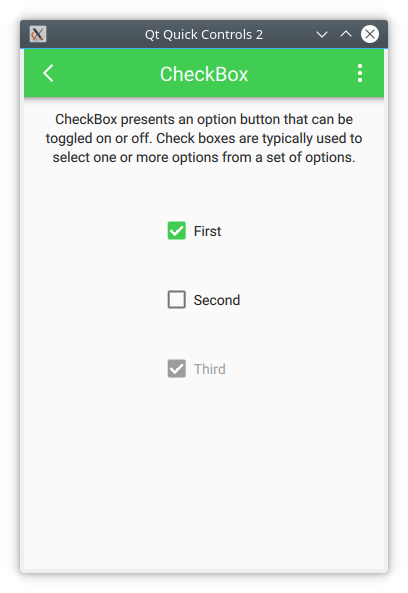 Qt Quick Controls 2
CheckBox
CheckBox presents an option button that can be
toggled on or off. Check boxes are typically used to
select one or more options from a set of options.
First
Second
Third